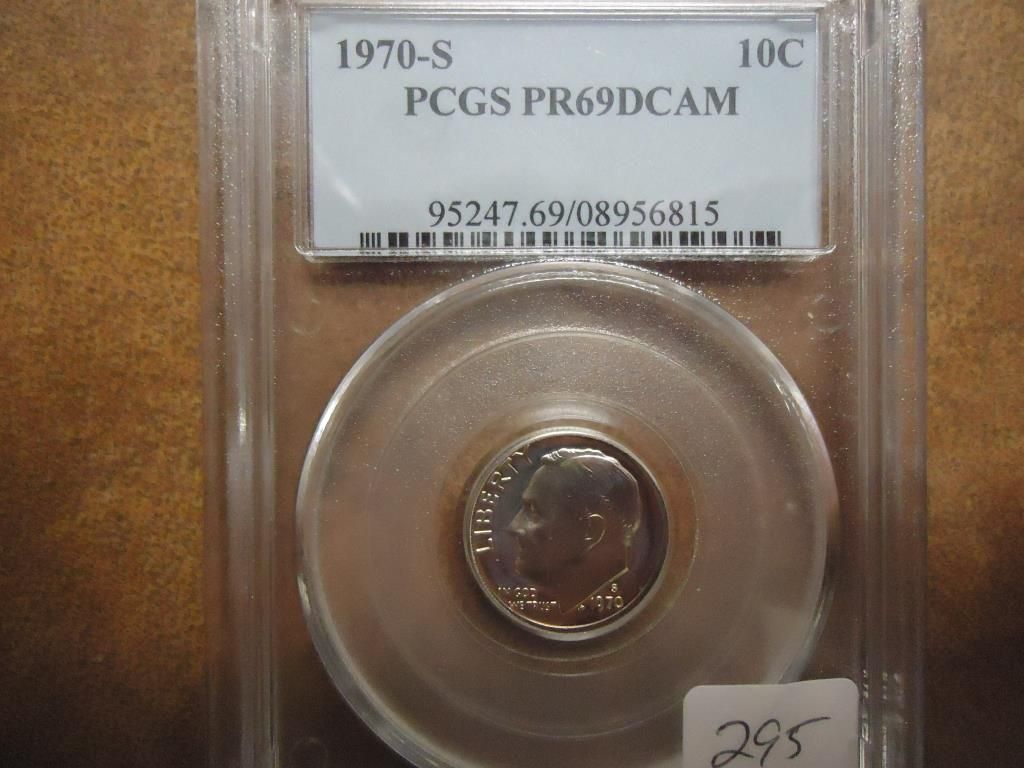 1970-S 10C
PCGS PR69DCAM
95247.69/08956815
LIBERTY
IN GOD
WE TRUST
S
1970
295